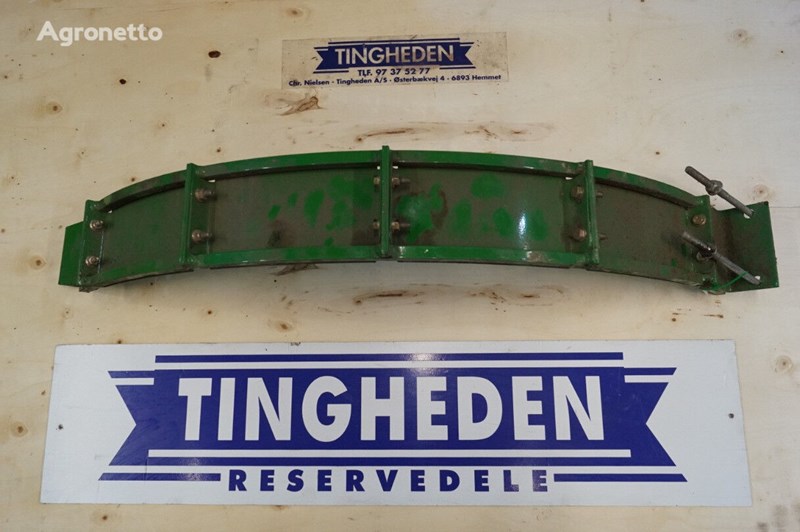 Agronetto
TINGHEDEN
TLF. 97 37 52 77
Chr. Nielsen - Tingheden A/S - Østerbækvej 4 - 6893 Hemmet
TINGHEDEN
RESERVEDELE